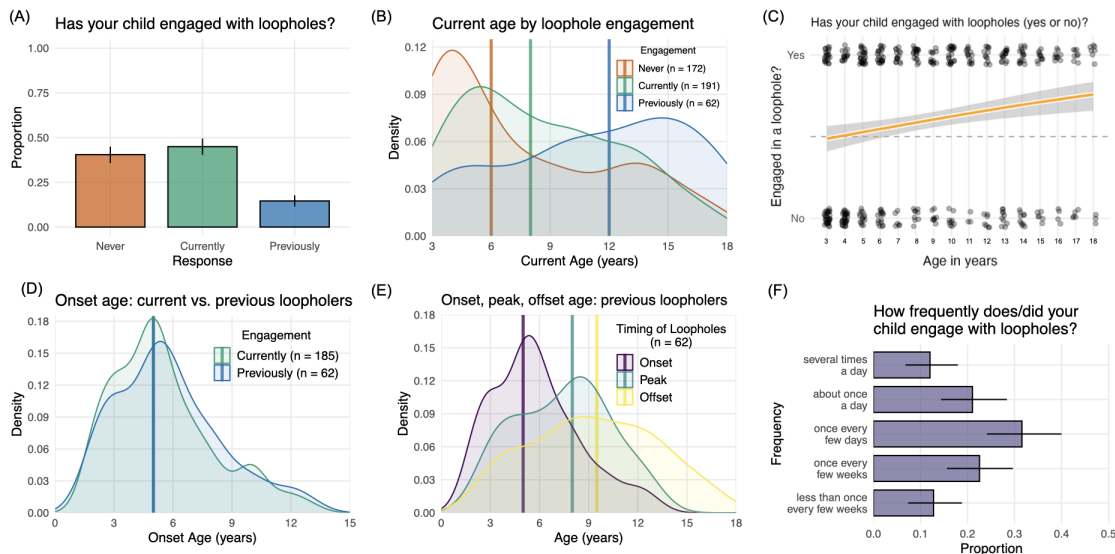 (A)
Has your child engaged with loopholes?
Proportion
1.00
0.75
0.50
0.25
0.00
Never
Currently
Previously
Response
(B)
Current age by loophole engagement
Density
0.12
0.09
0.06
0.03
0.00
3
6
9
12
15
18
Current Age (years)
Engagement
Never (n = 172)
Currently (n = 191)
Previously (n = 62)
(C)
Has your child engaged with loopholes (yes or no)?
Engaged in a loophole?
Yes
No
3 4 5 6 7 8 9 10 11 12 13 14 15 16 17 18
Age in years
(D)
Onset age: current vs. previous loopholers
Density
0.18
0.15
0.12
0.09
0.06
0.03
0.00
0
3
6
9
12
15
Onset Age (years)
Engagement
Currently (n = 185)
Previously (n = 62)
(E)
Onset, peak, offset age: previous loopholers
Density
0.18
0.15
0.12
0.09
0.06
0.03
0.00
0
3
6
9
12
15
18
Age (years)
Timing of Loopholes
(n = 62)
Onset
Peak
Offset
(F)
How frequently does/did your
child engage with loopholes?
Frequency
several times
a day
about once
a day
once every
few days
once every
few weeks
less than once
every few weeks
0.0
0.1
0.2
0.3
0.4
0.5
Proportion